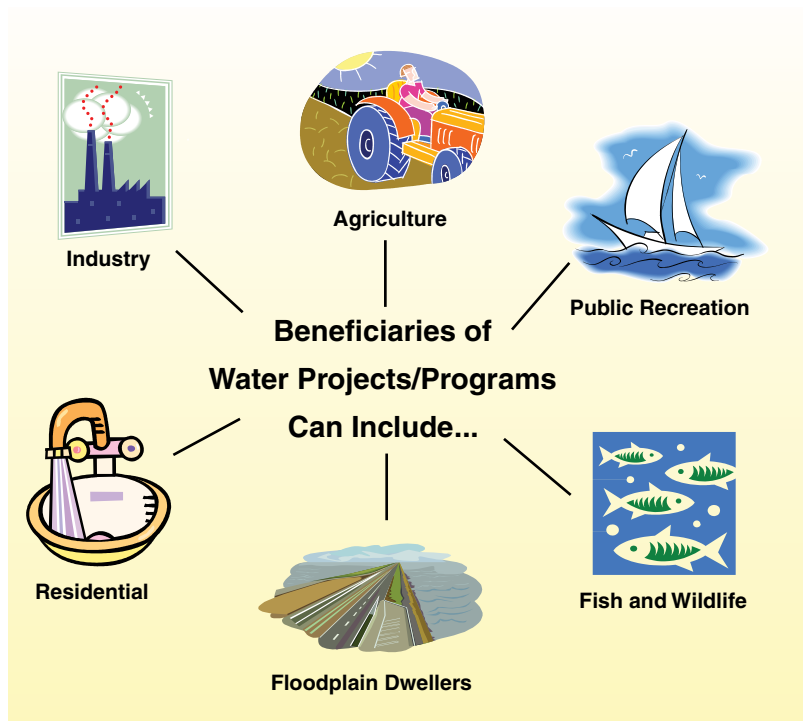 Agriculture
Industry
Public Recreation
Beneficiaries of
Water Projects/Programs
Can Include...
Residential
Fish and Wildlife
Floodplain Dwellers